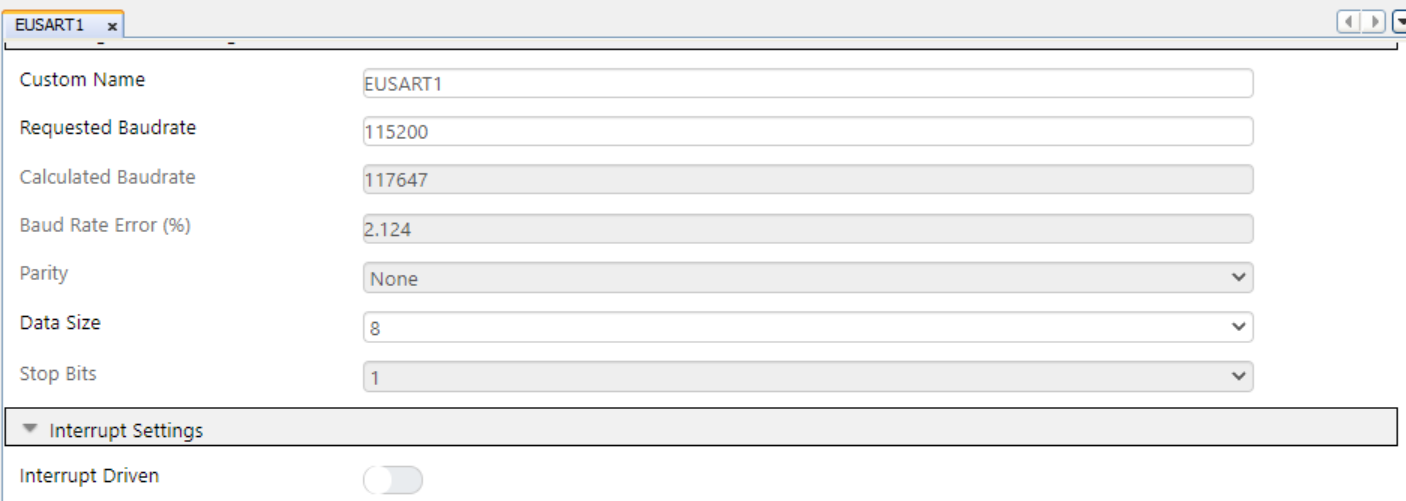 EUSART1 x
Custom Name EUSART1
Requested Baudrate 115200
Calculated Baudrate 117647
Baud Rate Error (%) 2.124
Parity None
Data Size 8
Stop Bits 1
Interrupt Settings
Interrupt Driven